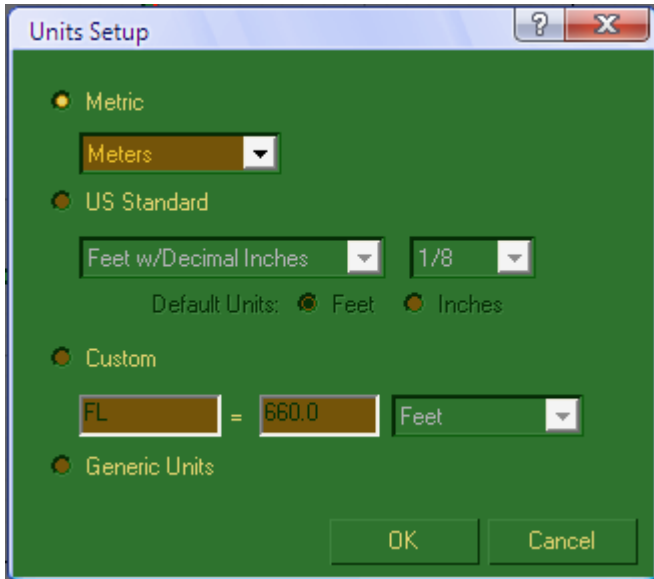 Units Setup
?
X
Metric
Meters
US Standard
Feet w/Decimal Inches 1/8
Default Units: Feet Inches
Custom
FL = 660.0 Feet
Generic Units
OK Cancel